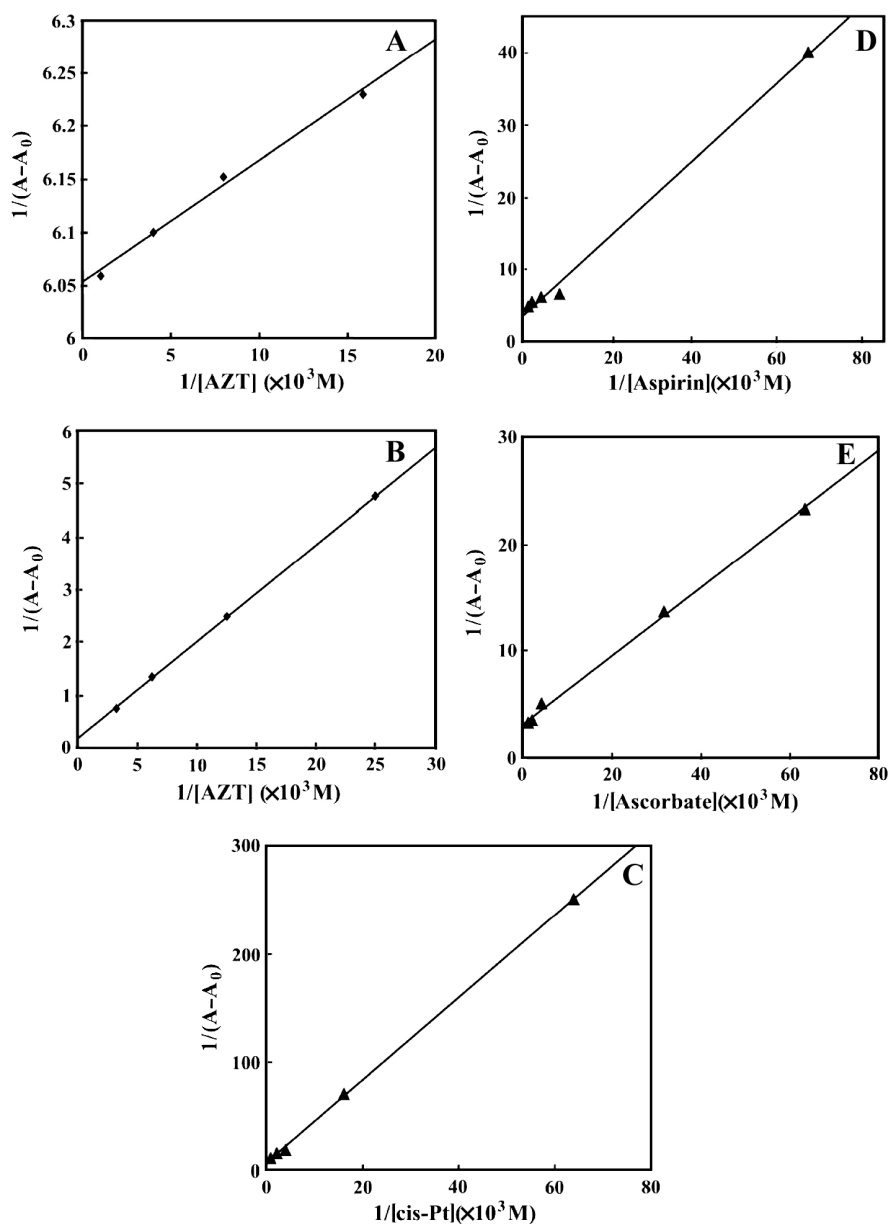 A
1/(A−A0)
6.3
6.25
6.2
6.15
6.1
6.05
6
0 5 10 15 20
1/[AZT] (×10³M)
D
1/(A−A0)
40
30
20
10
0
0 20 40 60 80
1/[Aspirin](×10³M)
B
1/(A−A0)
6
5
4
3
2
1
0
0 5 10 15 20 25 30
1/[AZT] (×10³M)
E
1/(A−A0)
30
20
10
0
0 20 40 60 80
1/[Ascorbate](×10³M)
C
1/(A−A0)
300
200
100
0
0 20 40 60 80
1/[cis-Pt](×10³M)